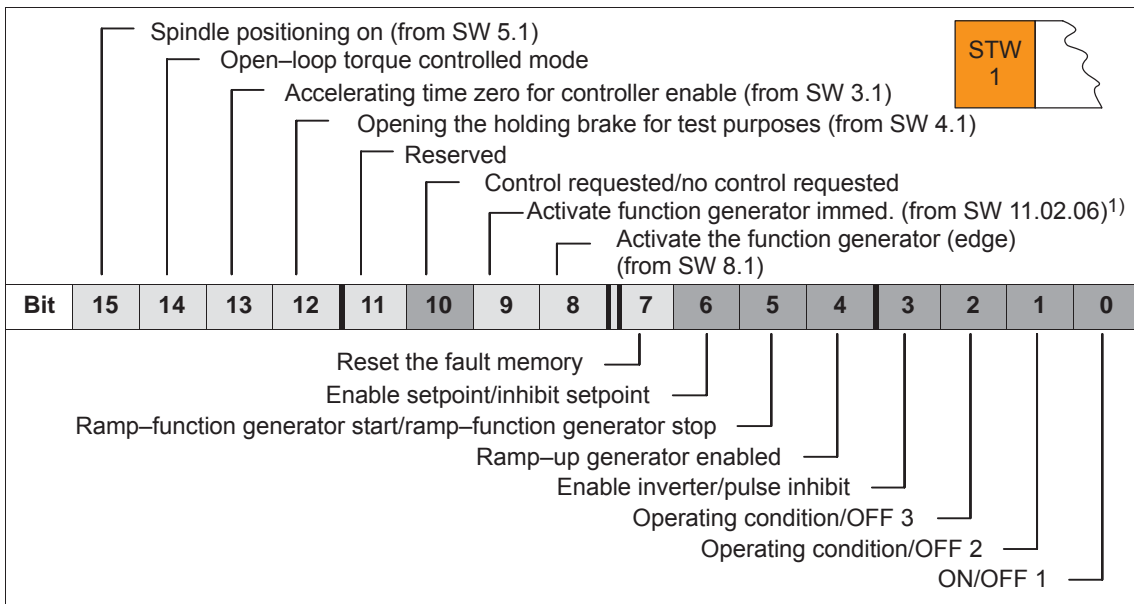 Spindle positioning on (from SW 5.1)
STW
1
Open–loop torque controlled mode
Accelerating time zero for controller enable (from SW 3.1)
Opening the holding brake for test purposes (from SW 4.1)
Reserved
Control requested/no control requested
Activate function generator immed. (from SW 11.02.06)1)
Activate the function generator (edge)
(from SW 8.1)
Bit 15 14 13 12 11 10 9 8 7 6 5 4 3 2 1 0
Reset the fault memory
Enable setpoint/inhibit setpoint
Ramp–function generator start/ramp–function generator stop
Ramp–up generator enabled
Enable inverter/pulse inhibit
Operating condition/OFF 3
Operating condition/OFF 2
ON/OFF 1